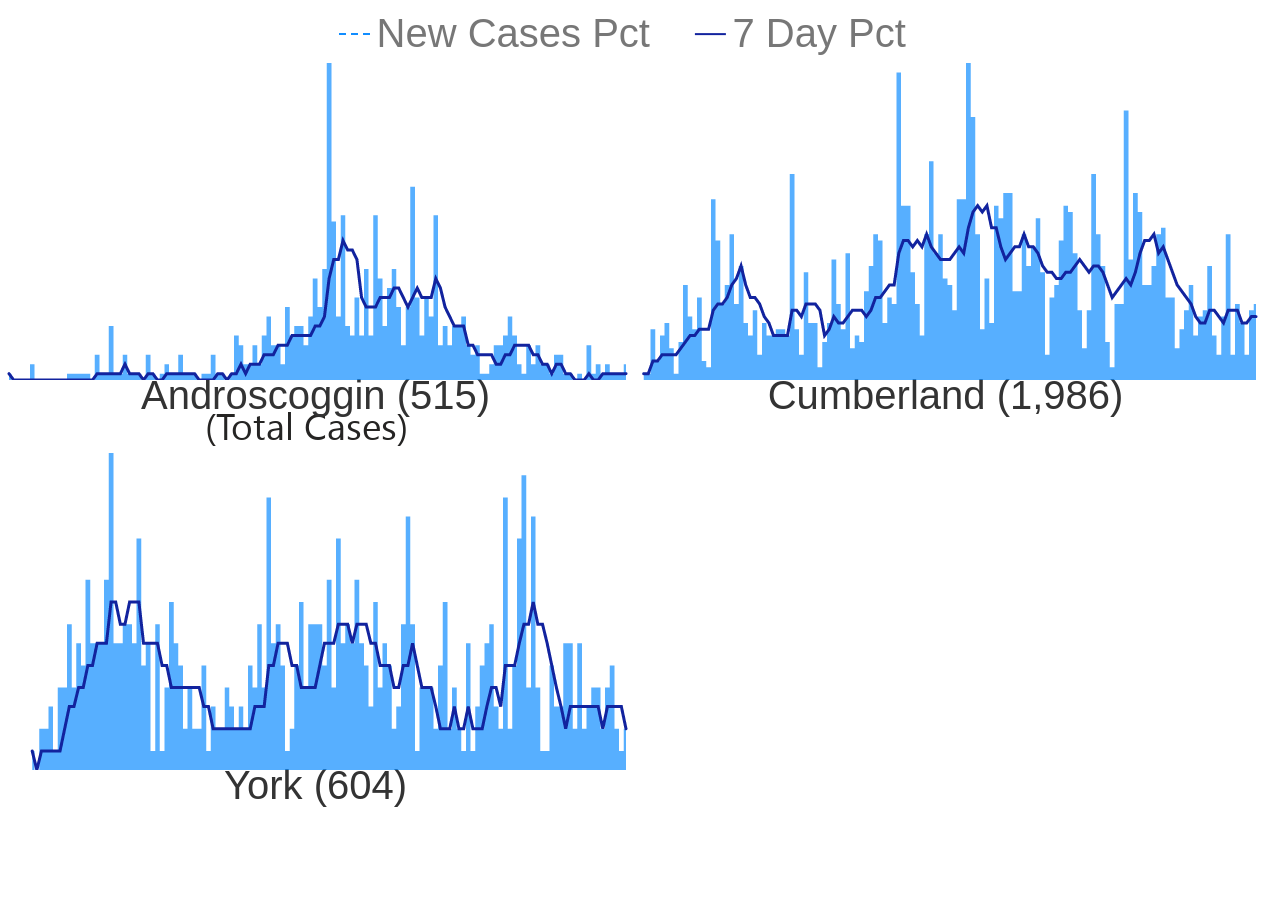 New Cases Pct 7 Day Pct
Androscoggin (515) Cumberland (1,986)
(Total Cases)
York (604)